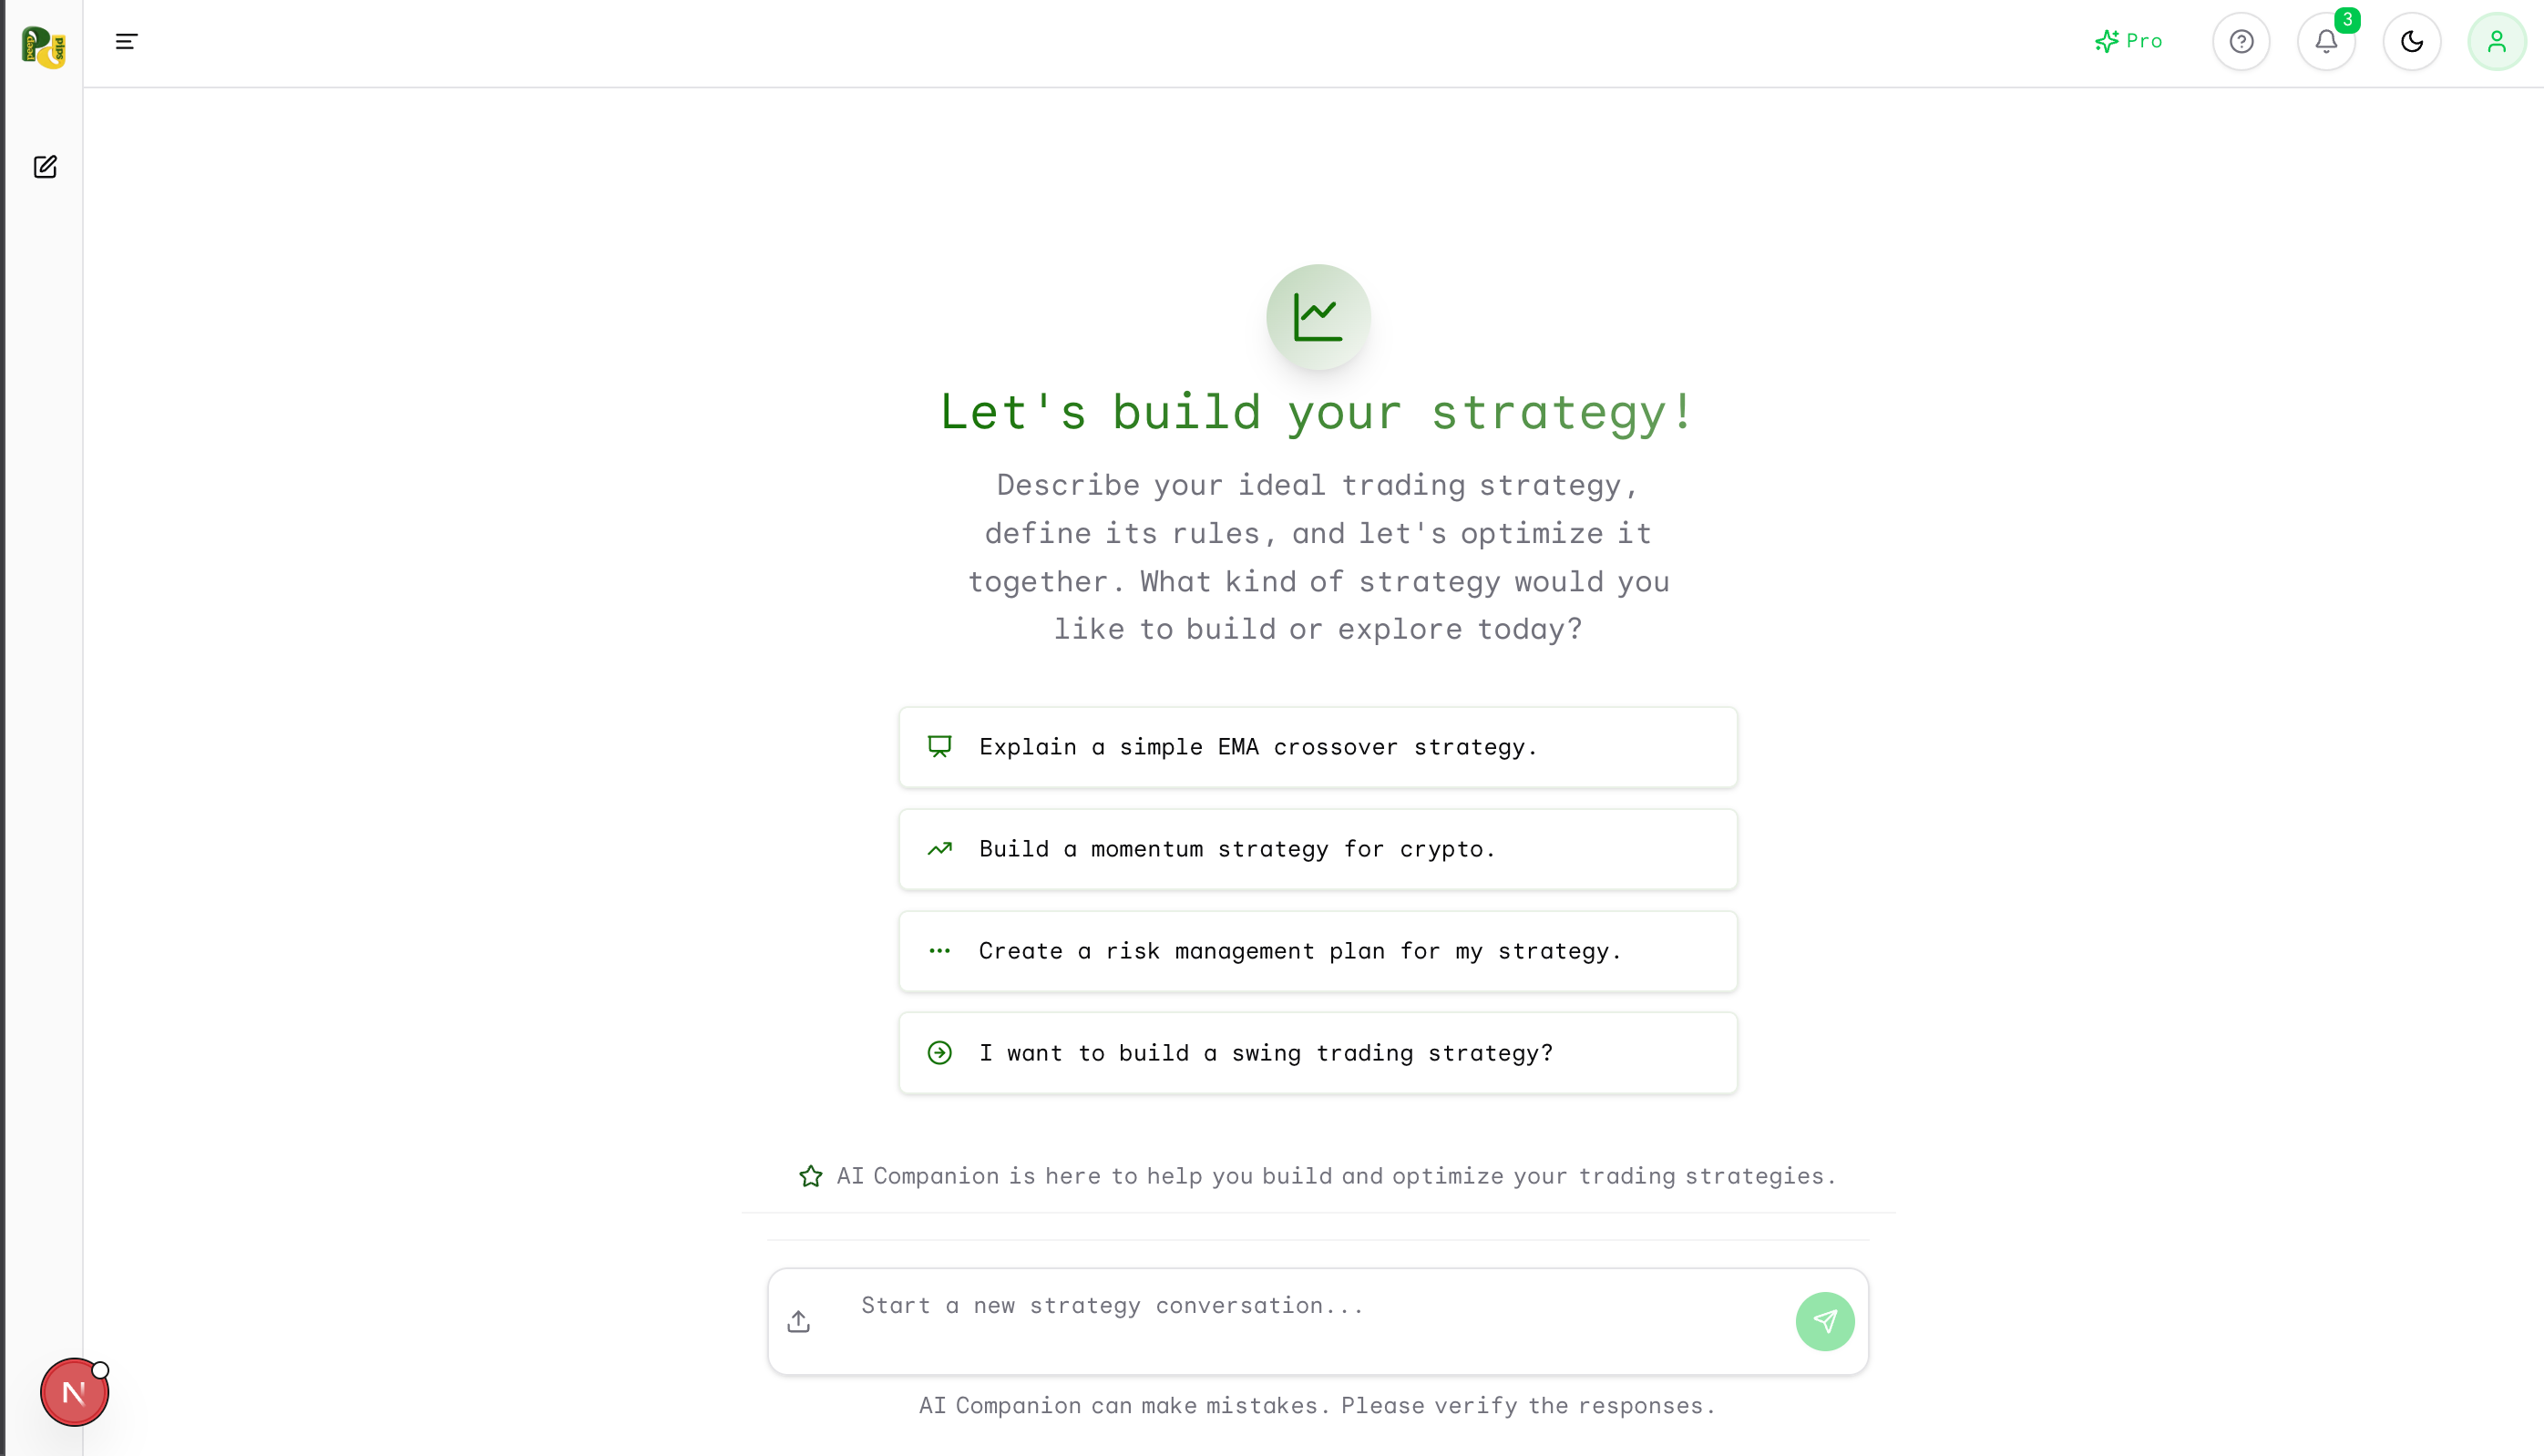 deep
pips
Pro
3
Let's build your strategy!
Describe your ideal trading strategy,
define its rules, and let's optimize it
together. What kind of strategy would you
like to build or explore today?
Explain a simple EMA crossover strategy.
Build a momentum strategy for crypto.
Create a risk management plan for my strategy.
I want to build a swing trading strategy?
AI Companion is here to help you build and optimize your trading strategies.
Start a new strategy conversation...
N
AI Companion can make mistakes. Please verify the responses.